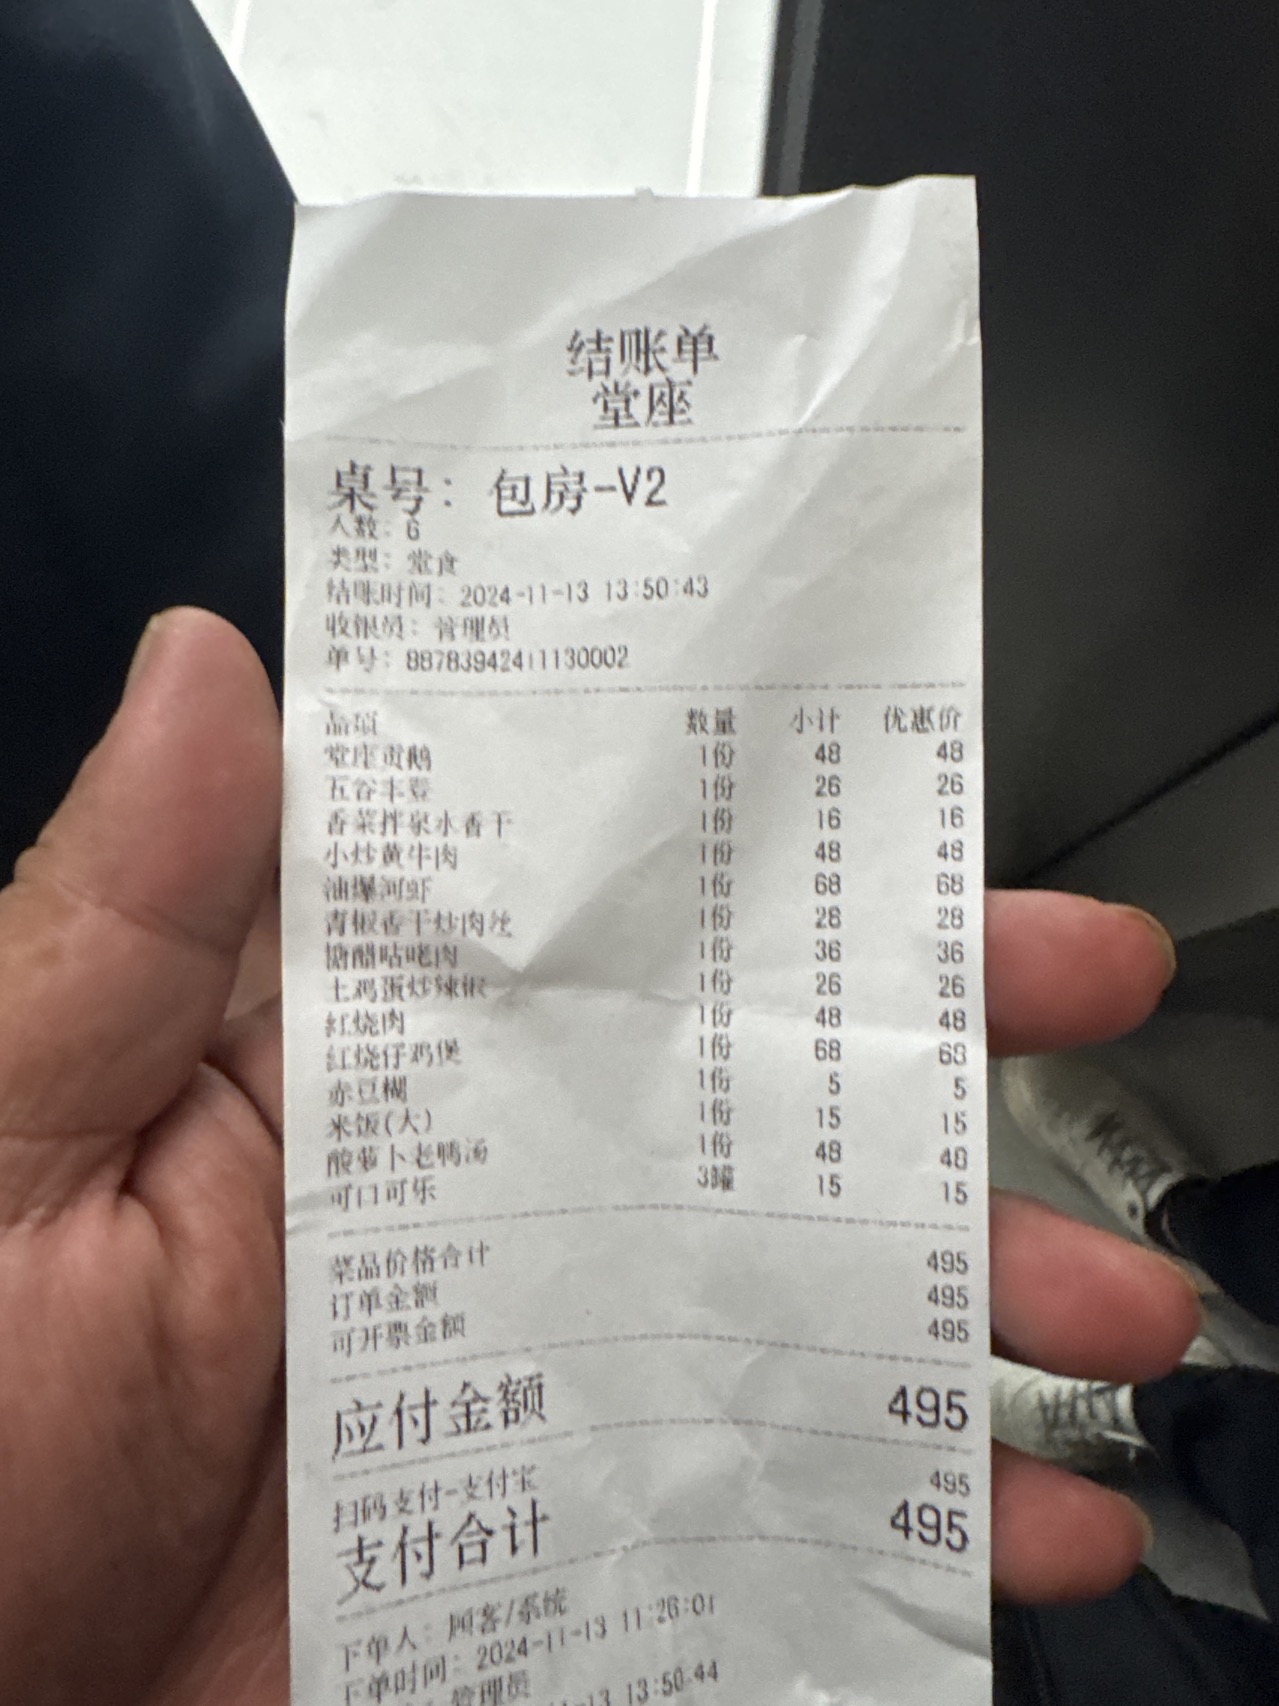 结账单
堂座
桌号： 包房-V2
人数：6
类型：堂食
结账时间：2024-11-13 13:50:43
收银员：管理员
单号：88783942411130002
品项 数量 小计 优惠价
堂座贡鹅 1份 48 48
五谷丰登 1份 26 26
香菜拌泉水香干 1份 16 16
小炒黄牛肉 1份 48 48
油爆河虾 1份 68 68
青椒香干炒肉丝 1份 28 28
糖醋咕咾肉 1份 36 36
土鸡蛋炒辣椒 1份 26 26
红烧肉 1份 48 48
红烧仔鸡煲 1份 68 68
赤豆糊 1份 5 5
米饭(大) 1份 15 15
酸萝卜老鸭汤 1份 48 48
可口可乐 3罐 15 15
菜品价格合计 495
订单金额 495
可开票金额 495
应付金额 495
扫码支付-支付宝 495
支付合计 495
下单人：顾客/系统
下单时间：2024-11-13 11:26:01
管理员
13 13:50:44